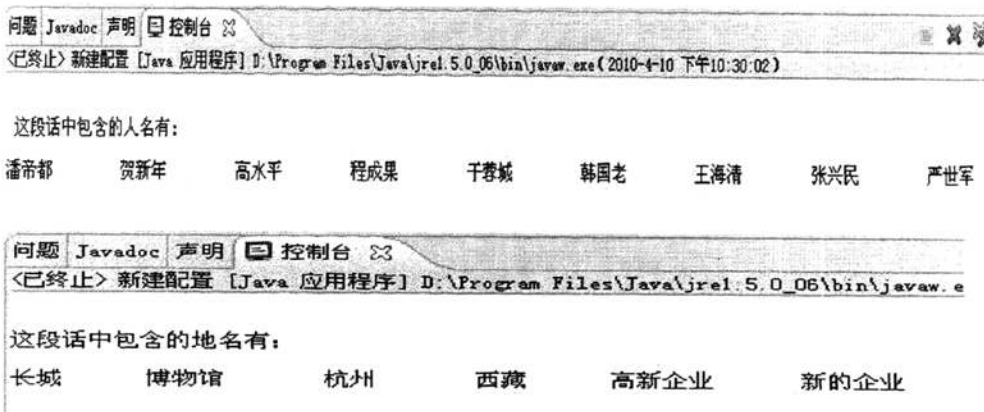 问题 Javadoc 声明 控制台
<已终止> 新建配置 [Java 应用程序] D:\Program Files\Java\jre1.5.0_06\bin\javaw.exe(2010-4-10 下午10:30:02)
这段话中包含的人名有:
潘帝都 贺新年 高水平 程成果 千蓉城 韩国老 王海清 张兴民 严世军
问题 Javadoc 声明 控制台
<已终止> 新建配置 [Java 应用程序] D:\Program Files\Java\jre1.5.0_06\bin\javaw.e
这段话中包含的地名有:
长城 博物馆 杭州 西藏 高新企业 新的企业